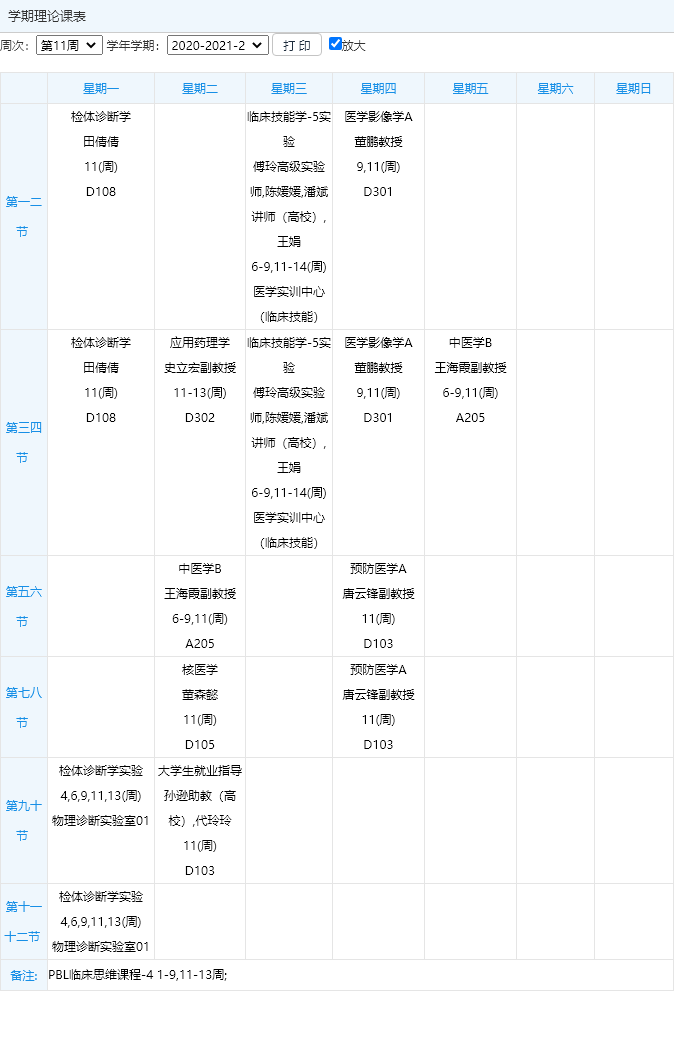 学期理论课表
周次: 第11周 学年学期: 2020-2021-2 打 印 放大
星期一 星期二 星期三 星期四 星期五 星期六 星期日
第一二
节
检体诊断学
田倩倩
11(周)
D108
临床技能学-5实
验
傅玲高级实验
师,陈媛媛,潘斌
讲师（高校）,
王娟
6-9,11-14(周)
医学实训中心
（临床技能）
医学影像学A
董鹏教授
9,11(周)
D301
第三四
节
检体诊断学
田倩倩
11(周)
D108
应用药理学
史立宏副教授
11-13(周)
D302
临床技能学-5实
验
傅玲高级实验
师,陈媛媛,潘斌
讲师（高校）,
王娟
6-9,11-14(周)
医学实训中心
（临床技能）
医学影像学A
董鹏教授
9,11(周)
D301
中医学B
王海霞副教授
6-9,11(周)
A205
第五六
节
中医学B
王海霞副教授
6-9,11(周)
A205
预防医学A
唐云锋副教授
11(周)
D103
第七八
节
核医学
董森懿
11(周)
D105
预防医学A
唐云锋副教授
11(周)
D103
第九十
节
检体诊断学实验
4,6,9,11,13(周)
物理诊断实验室01
大学生就业指导
孙逊助教（高
校）,代玲玲
11(周)
D103
第十一
十二节
检体诊断学实验
4,6,9,11,13(周)
物理诊断实验室01
备注:
PBL临床思维课程-4 1-9,11-13周;